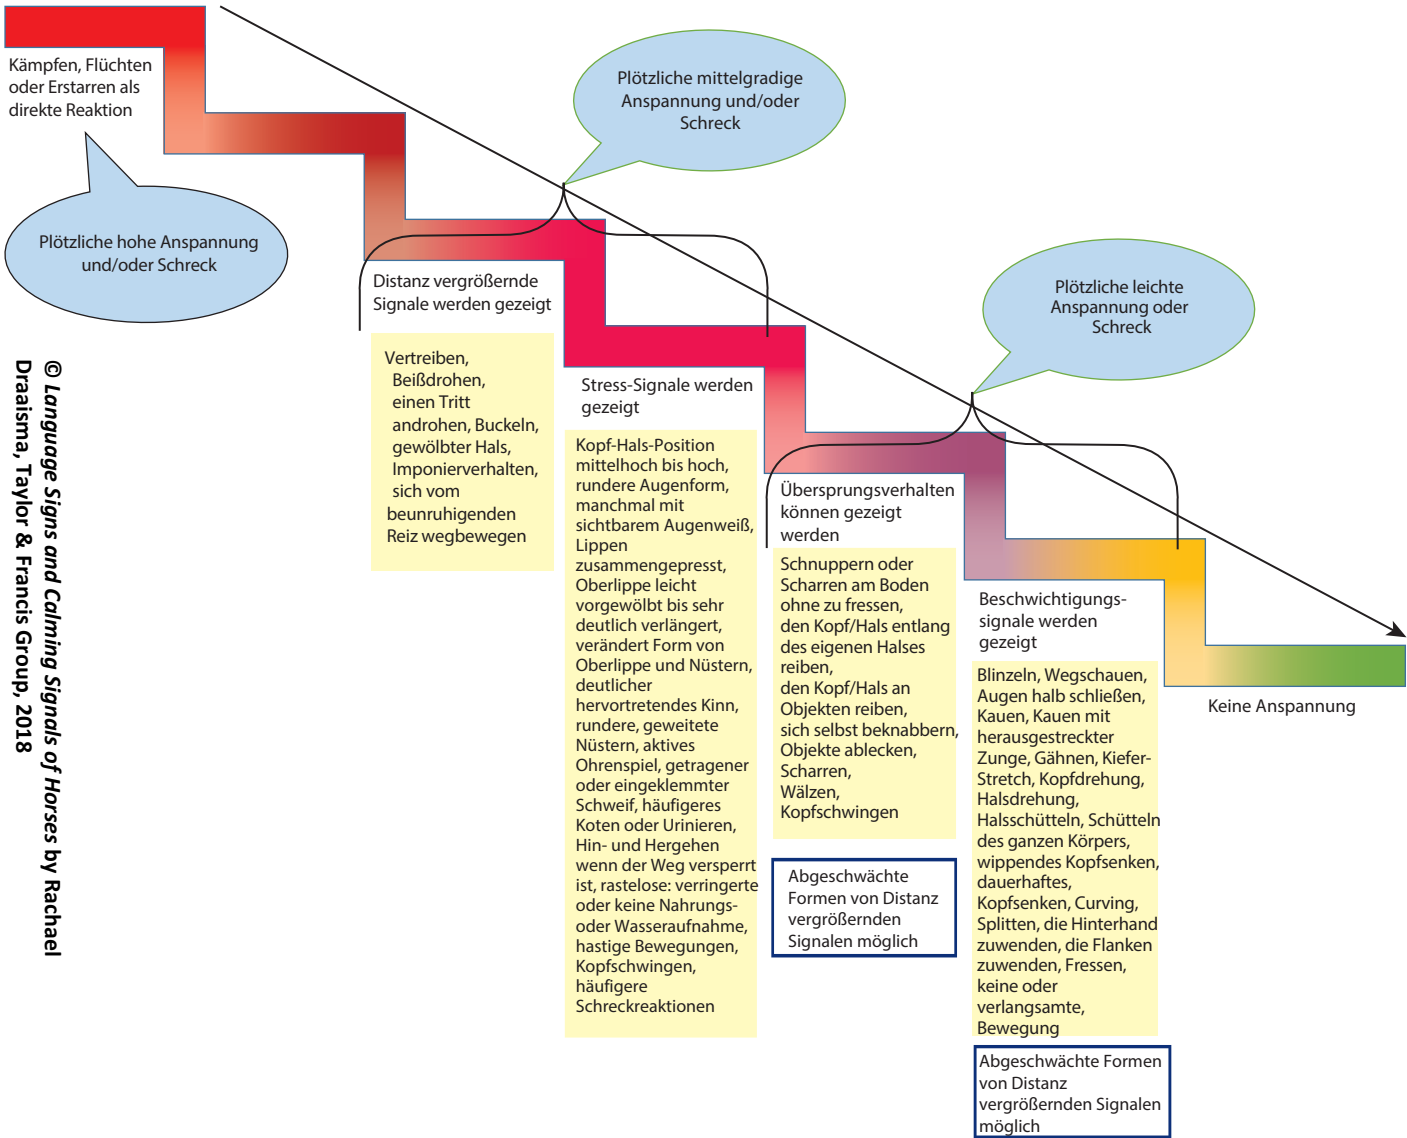 Kämpfen, Flüchten
oder Erstarren als
direkte Reaktion
Plötzliche hohe Anspannung
und/oder Schreck
Plötzliche mittelgradige
Anspannung und/oder
Schreck
Distanz vergrößernde
Signale werden gezeigt
Vertreiben,
Beißdrohen,
einen Tritt
androhen, Buckeln,
gewölbter Hals,
Imponierverhalten,
sich vom
beunruhigenden
Reiz wegbewegen
Stress-Signale werden
gezeigt
Kopf-Hals-Position
mittelhoch bis hoch,
rundere Augenform,
manchmal mit
sichtbarem Augenweiß,
Lippen
zusammengepresst,
Oberlippe leicht
vorgewölbt bis sehr
deutlich verlängert,
verändert Form von
Oberlippe und Nüstern,
deutlicher
hervortretendes Kinn,
rundere, geweitete
Nüstern, aktives
Ohrenspiel, getragener
oder eingeklemmter
Schweif, häufigeres
Koten oder Urinieren,
Hin- und Hergehen
wenn der Weg versperrt
ist, rastelose: verringerte
oder keine Nahrungs-
oder Wasseraufnahme,
hastige Bewegungen,
Kopfschwingen,
häufigere
Schreckreaktionen
Plötzliche leichte
Anspannung oder
Schreck
Übersprungsverhalten
können gezeigt
werden
Schnuppern oder
Scharren am Boden
ohne zu fressen,
den Kopf/Hals entlang
des eigenen Halses
reiben,
den Kopf/Hals an
Objekten reiben,
sich selbst beknabbern,
Objekte ablecken,
Scharren,
Wälzen,
Kopfschwingen
Abgeschwächte
Formen von Distanz
vergrößernden
Signalen möglich
Beschwichtigungs-
signale werden
gezeigt
Blinzeln, Wegschauen,
Augen halb schließen,
Kauen, Kauen mit
herausgestreckter
Zunge, Gähnen, Kiefer-
Stretch, Kopfdrehung,
Halsdrehung,
Halsschütteln, Schütteln
des ganzen Körpers,
wippendes Kopfsenken,
dauerhaftes,
Kopfsenken, Curving,
Splitten, die Hinterhand
zuwenden, die Flanken
zuwenden, Fressen,
keine oder
verlangsamte,
Bewegung
Abgeschwächte Formen
von Distanz
vergrößernden Signalen
möglich
Keine Anspannung
© Language Signs and Calming Signals of Horses by Rachael
Draaisma, Taylor & Francis Group, 2018